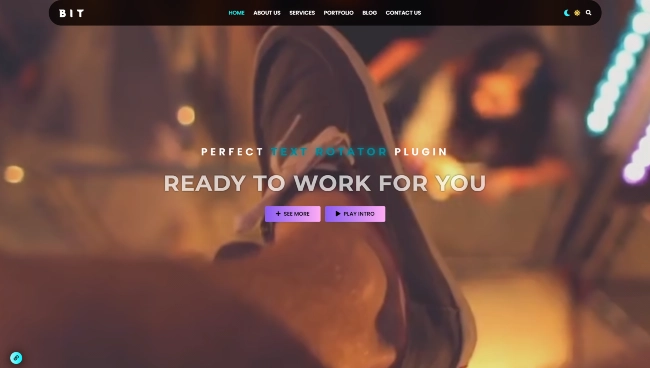 BIT
HOME ABOUT US SERVICES PORTFOLIO BLOG CONTACT US
PERFECT TEXT ROTATOR PLUGIN
READY TO WORK FOR YOU
SEE MORE PLAY INTRO